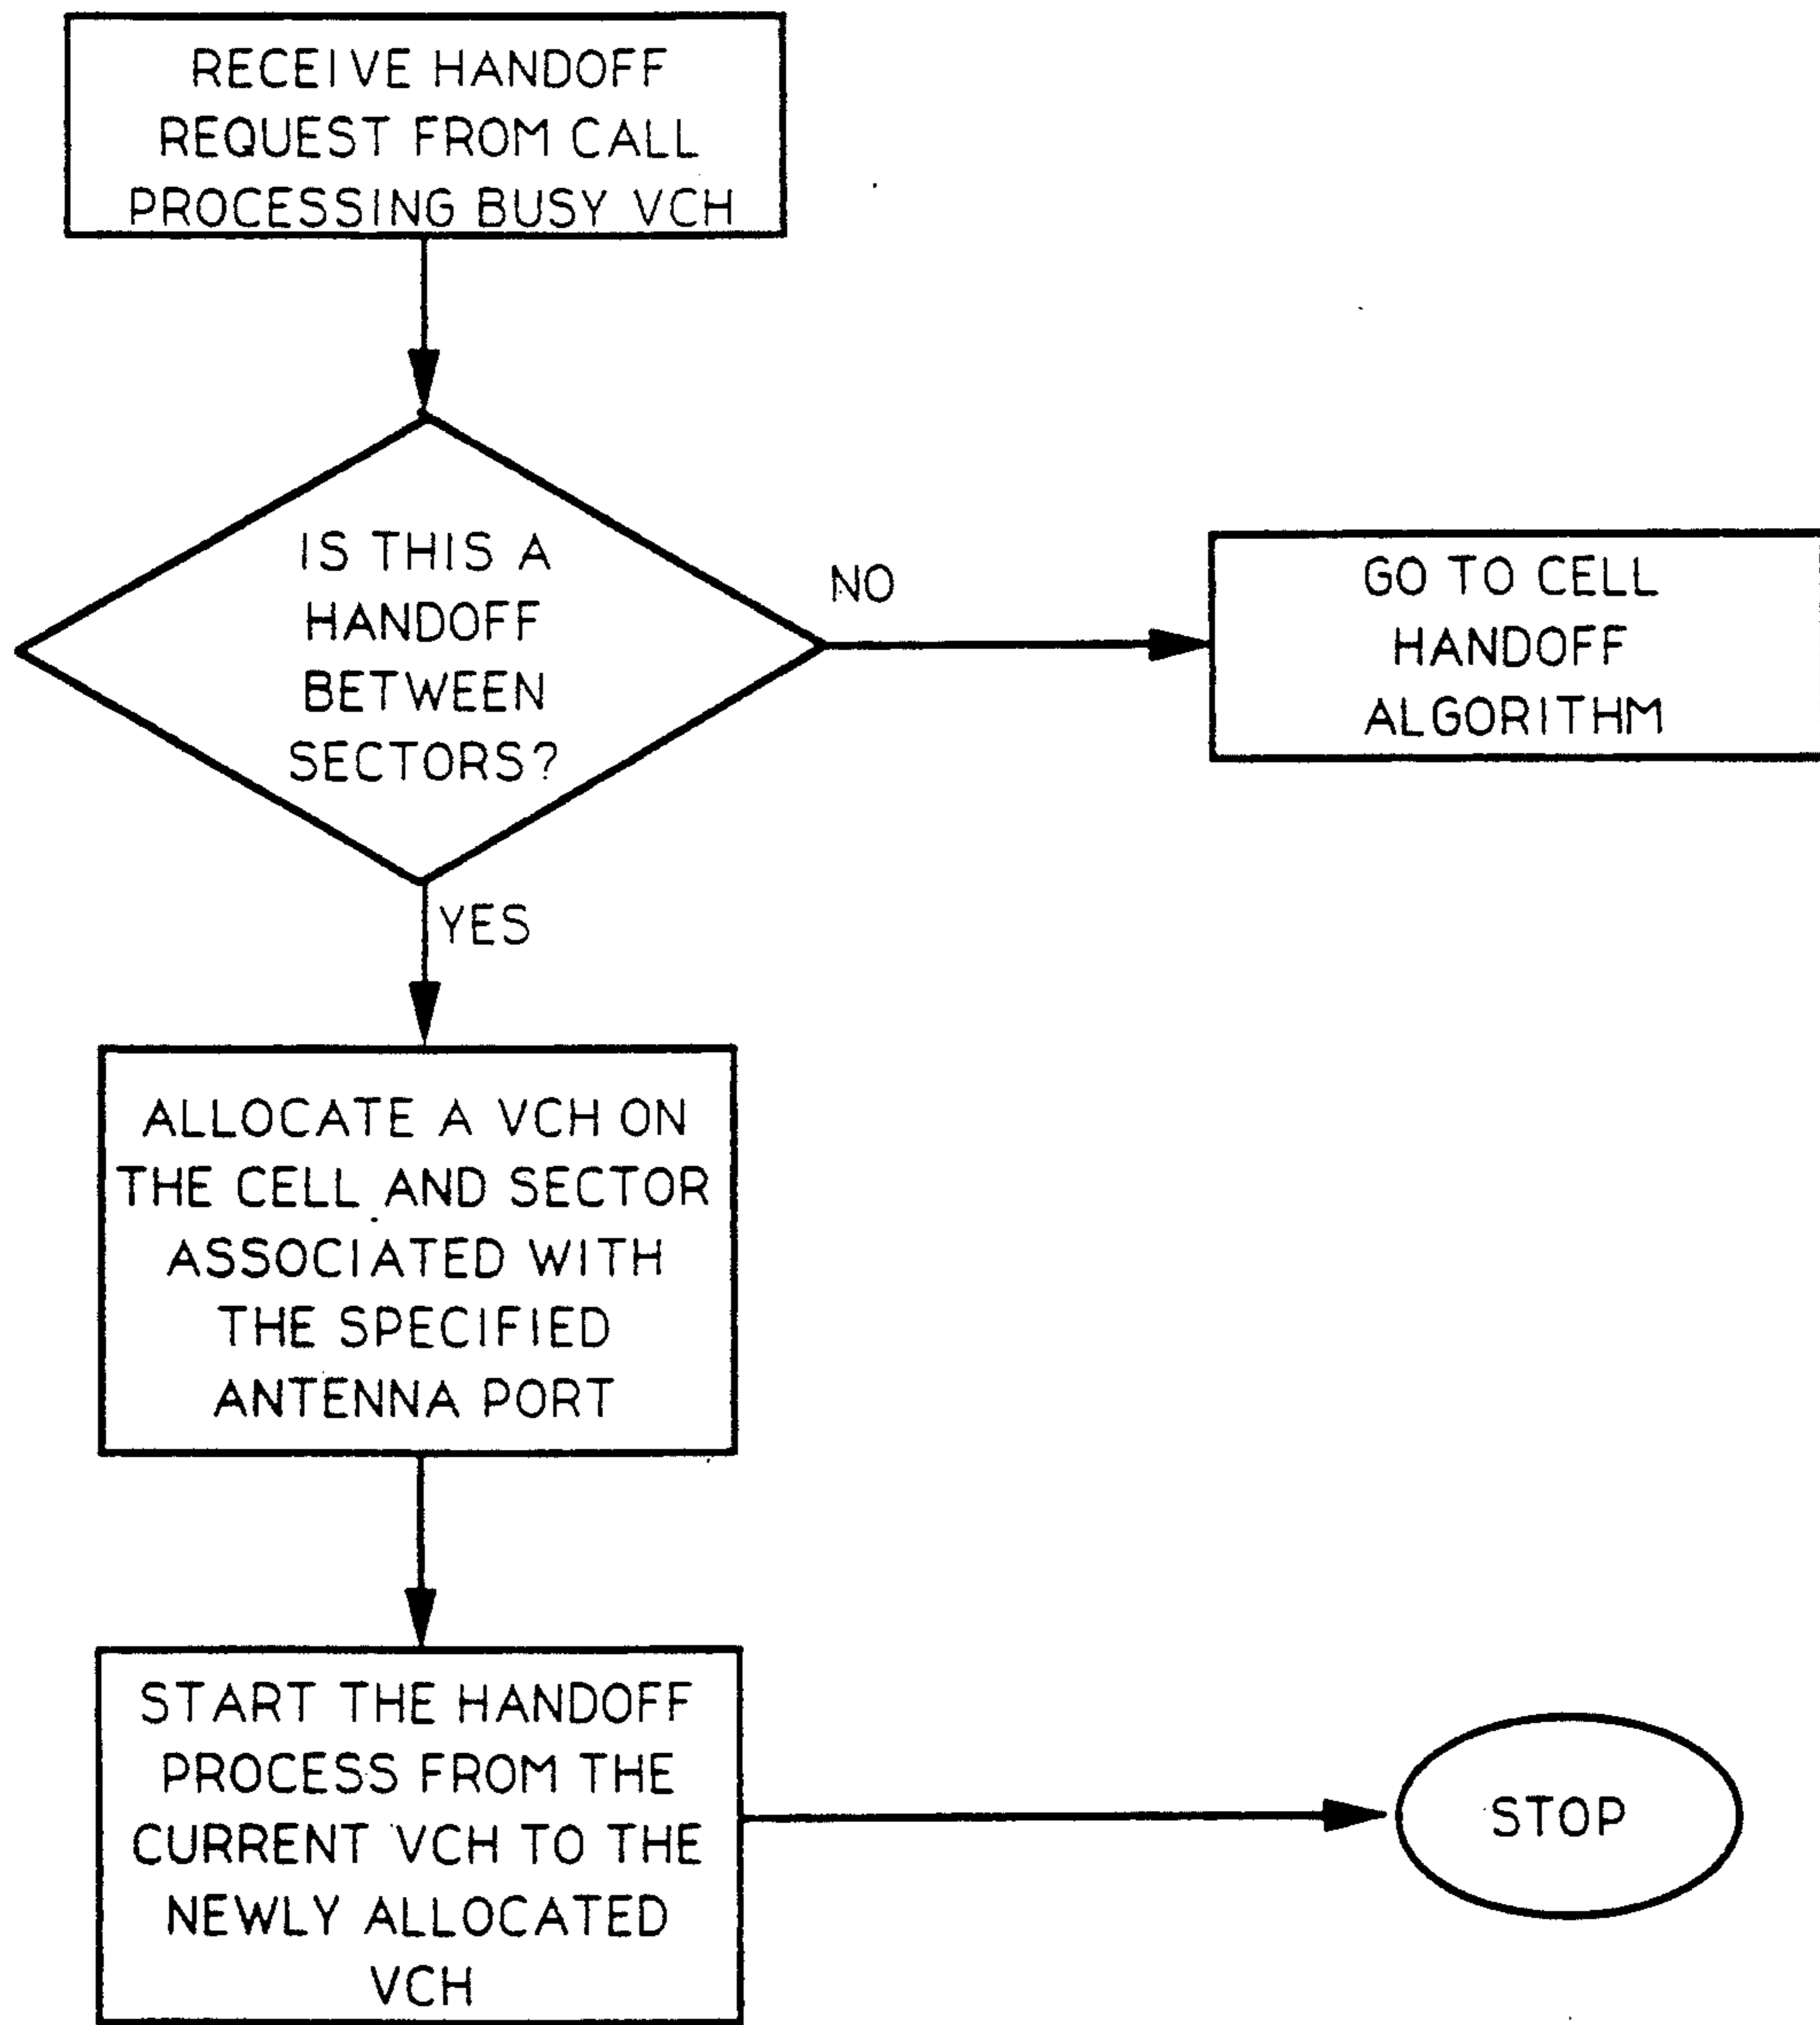 RECEIVE HANDOFF
REQUEST FROM CALL
PROCESSING BUSY VCH
IS THIS A
HANDOFF
BETWEEN
SECTORS?
NO
GO TO CELL
HANDOFF
ALGORITHM
YES
ALLOCATE A VCH ON
THE CELL AND SECTOR
ASSOCIATED WITH
THE SPECIFIED
ANTENNA PORT
START THE HANDOFF
PROCESS FROM THE
CURRENT VCH TO THE
NEWLY ALLOCATED
VCH
STOP